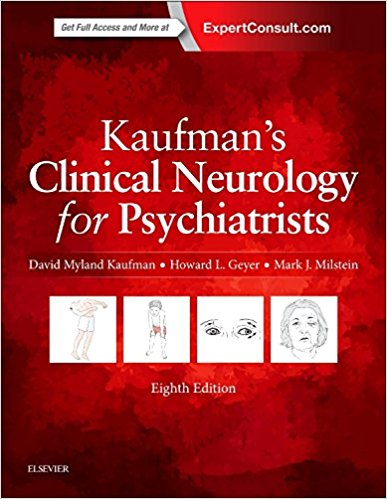 Get Full Access and More at
ExpertConsult.com
Kaufman's
Clinical Neurology
for Psychiatrists
David Myland Kaufman • Howard L. Geyer • Mark J. Milstein
Eighth Edition
ELSEVIER